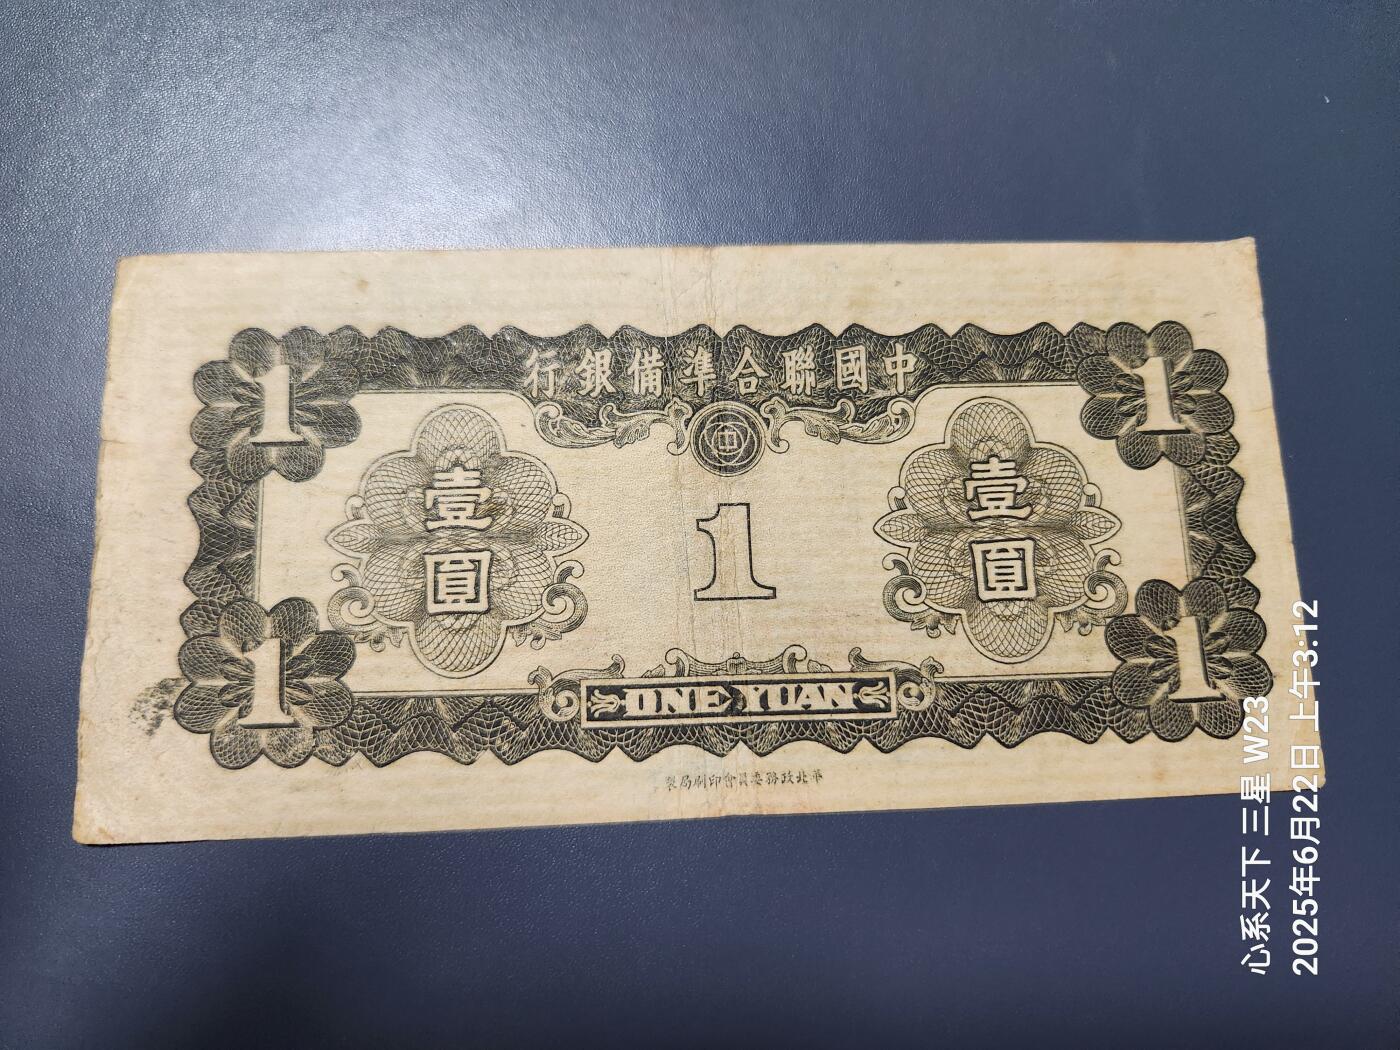 中國聯合準備銀行
1
1
中
壹圓
壹圓
1
1
1
ONE YUAN
華北政務委員會印刷局製
心系天下 三星 W23
2025年6月22日 上午3:12